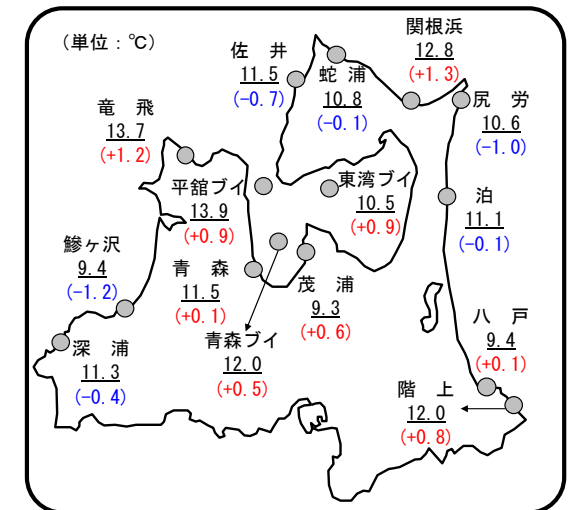 （単位：℃）
関根浜
12.8
(+1.3)
佐　井
11.5
(−0.7)
蛇 浦
10.8
(−0.1)
尻 労
10.6
(−1.0)
竜 飛
13.7
(+1.2)
平舘ブイ
13.9
(+0.9)
東湾ブイ
10.5
(+0.9)
泊
11.1
(−0.1)
鰺ヶ沢
9.4
(−1.2)
青 森
11.5
(+0.1)
茂 浦
9.3
(+0.6)
八 戸
9.4
(+0.1)
深 浦
11.3
(−0.4)
青森ブイ
12.0
(+0.5)
階 上
12.0
(+0.8)